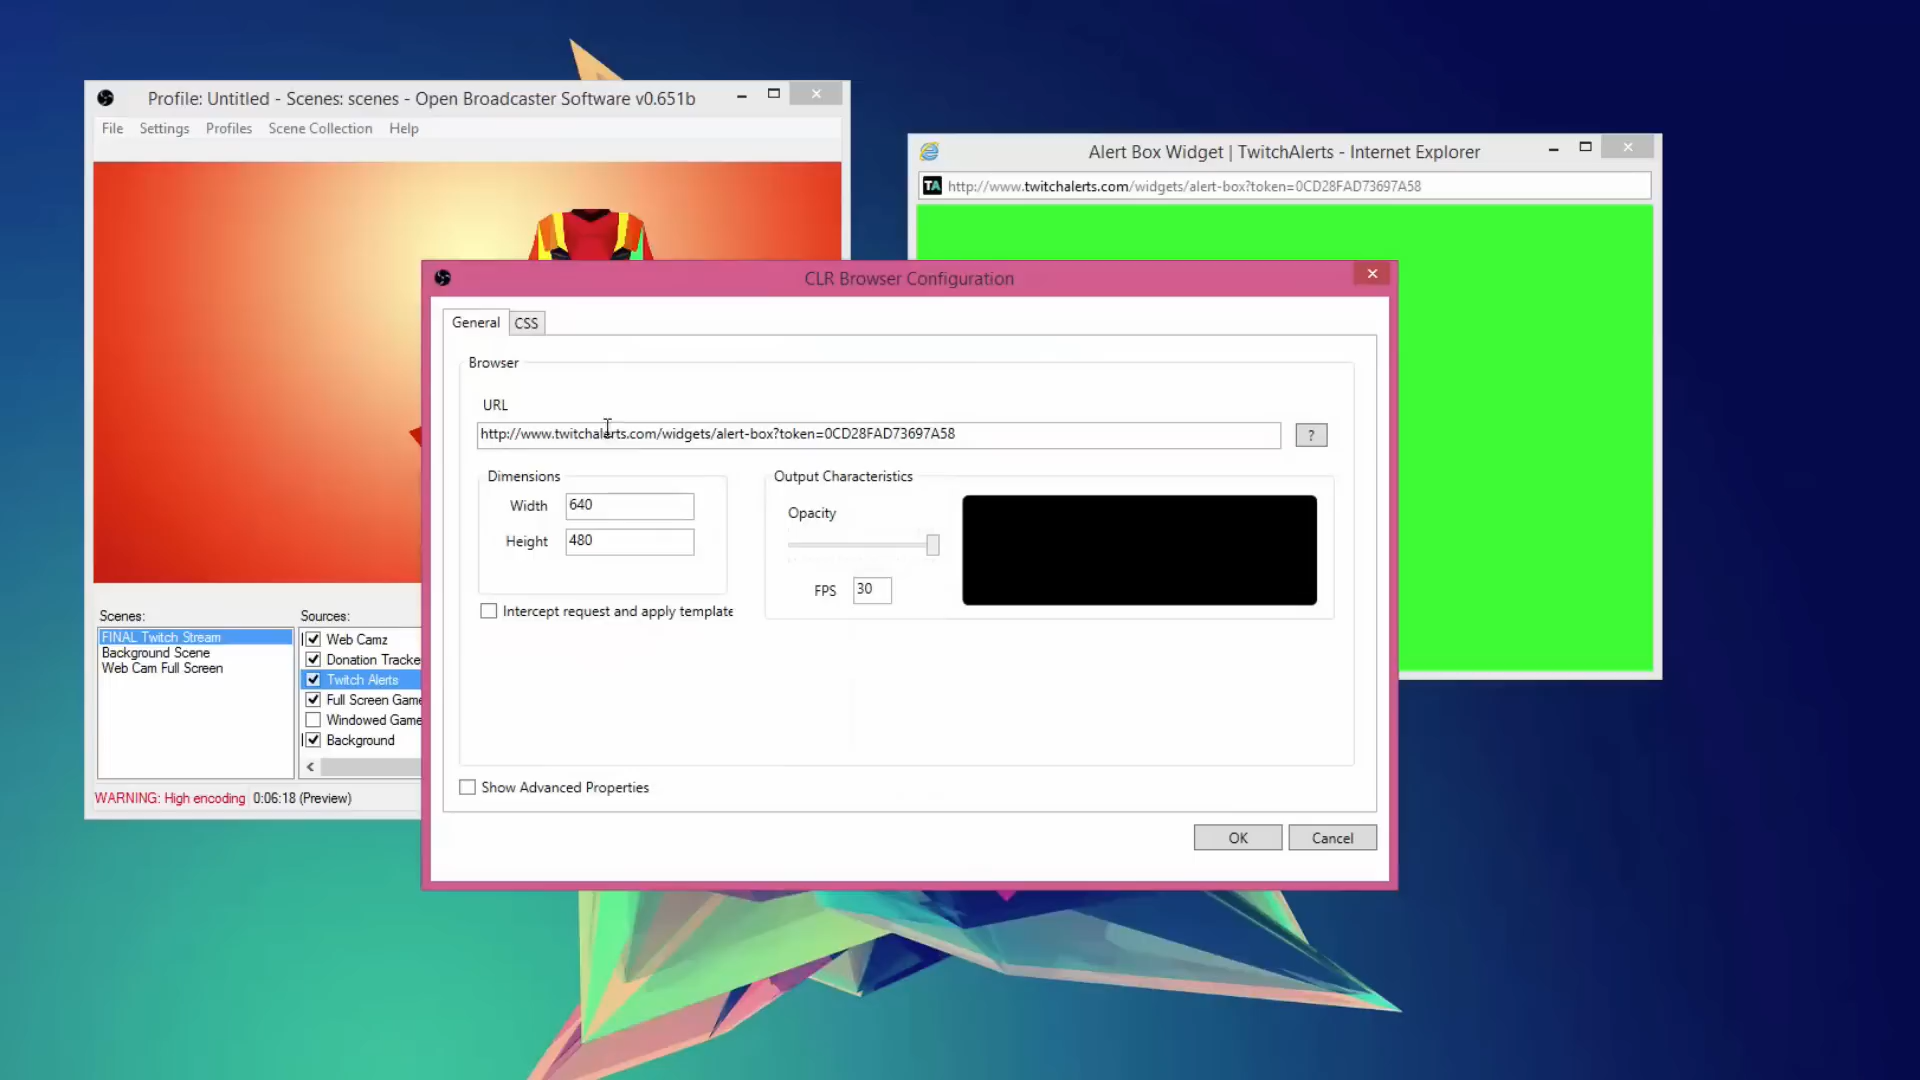 Profile: Untitled - Scenes: scenes - Open Broadcaster Software v0.651b
File Settings Profiles Scene Collection Help
Alert Box Widget | TwitchAlerts - Internet Explorer
TA http://www.twitchalerts.com/widgets/alert-box?token=0CD28FAD73697A58
CLR Browser Configuration
General CSS
Browser
URL
http://www.twitchalerts.com/widgets/alert-box?token=0CD28FAD73697A58
?
Dimensions
Width 640
Height 480
Intercept request and apply template
Output Characteristics
Opacity
FPS 30
Show Advanced Properties
OK Cancel
Scenes:
FINAL Twitch Stream
Background Scene
Web Cam Full Screen
Sources:
Web Camz
Donation Tracke
Twitch Alerts
Full Screen Game
Windowed Game
Background
WARNING: High encoding 0:06:18 (Preview)